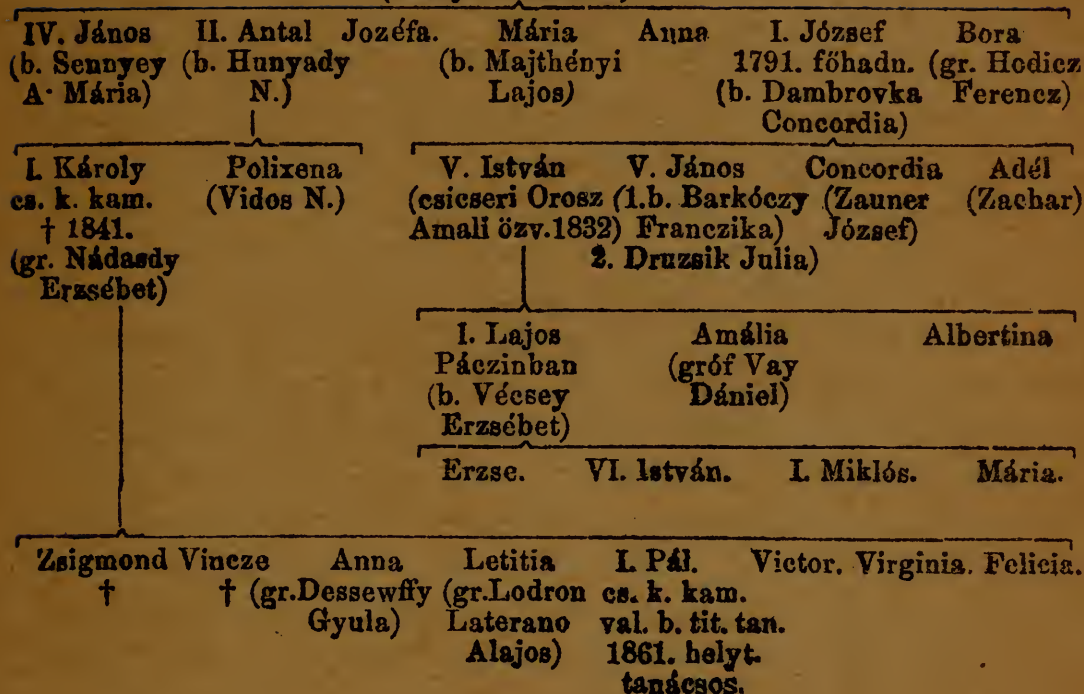 IV. János II. Antal Jozéfa. Mária Anna I. József Bora
(b. Sennyey (b. Hunyady (b. Majthényi 1791. főhadn. (gr. Hodicz
A· Mária) N.) Lajos) (b. Dambrovka Ferencz)
Concordia)
I. Károly Polixena V. István V. János Concordia Adél
cs. k. kam. (Vidos N.) (csicseri Orosz (1.b. Barkóczy (Zauner (Zachar)
† 1841. Amali özv.1832) Franczika) József)
(gr. Nádasdy 2. Druzsik Julia)
Erzsébet)
I. Lajos Amália Albertina
Páczinban (gróf Vay
(b. Vécsey Dániel)
Erzsébet)
Erzse. VI. István. I. Miklós. Mária.
Zsigmond Vincze Anna Letitia I. Pál. Victor. Virginia. Felicia.
† † (gr.Dessewffy (gr.Lodron cs. k. kam.
Gyula) Laterano val. b. tit. tan.
Alajos) 1861. helyt.
tanácsos.